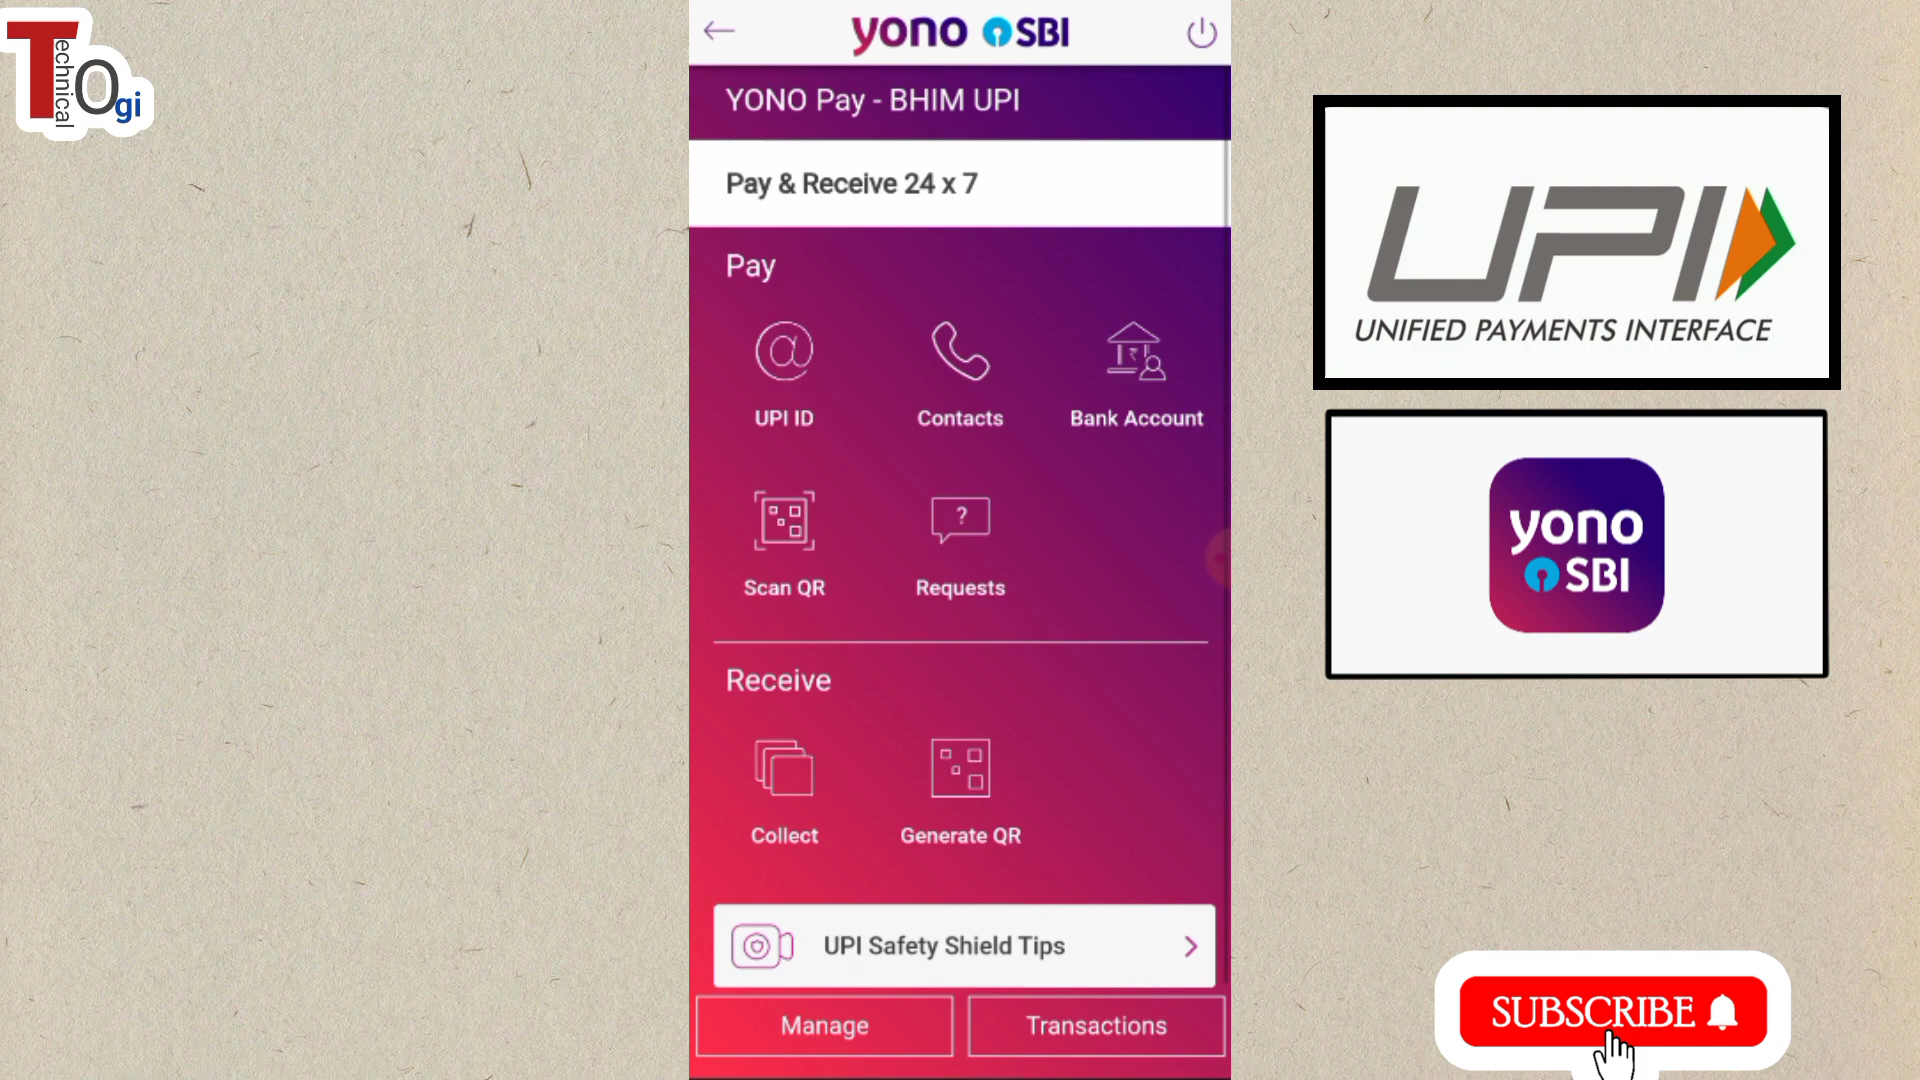 Technical
Ogi
yono SBI
YONO Pay - BHIM UPI
Pay & Receive 24 x 7
Pay
@
UPI ID
Contacts
₹
Bank Account
?
Scan QR
Requests
Receive
Collect
Generate QR
UPI Safety Shield Tips
Manage
Transactions
UPI
UNIFIED PAYMENTS INTERFACE
yono
SBI
SUBSCRIBE